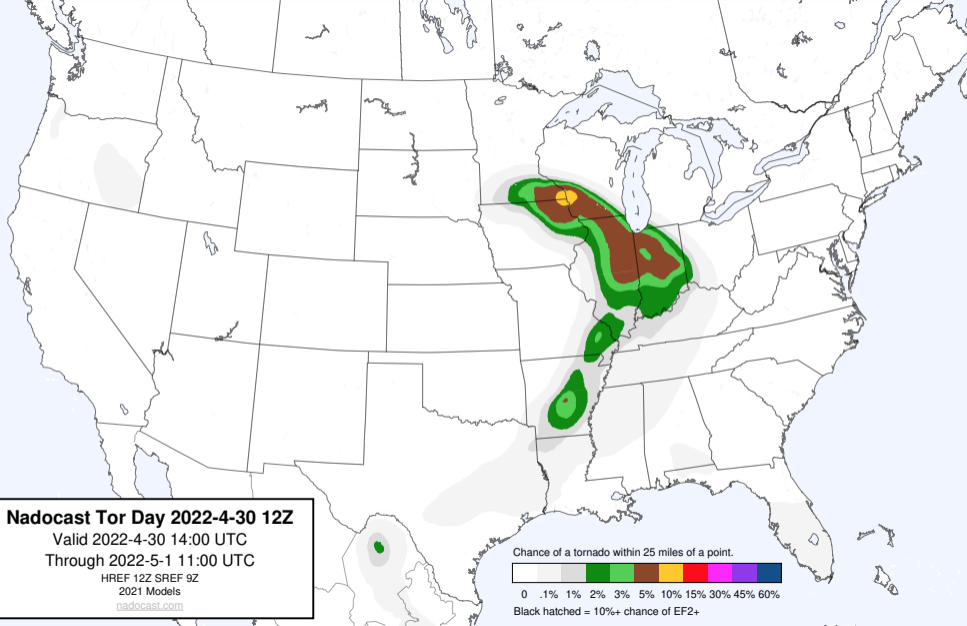 Nadocast Tor Day 2022-4-30 12Z
Valid 2022-4-30 14:00 UTC
Through 2022-5-1 11:00 UTC
HREF 12Z SREF 9Z
2021 Models
nadocast.com
Chance of a tornado within 25 miles of a point.
0 .1% 1% 2% 3% 5% 10% 15% 30% 45% 60%
Black hatched = 10%+ chance of EF2+